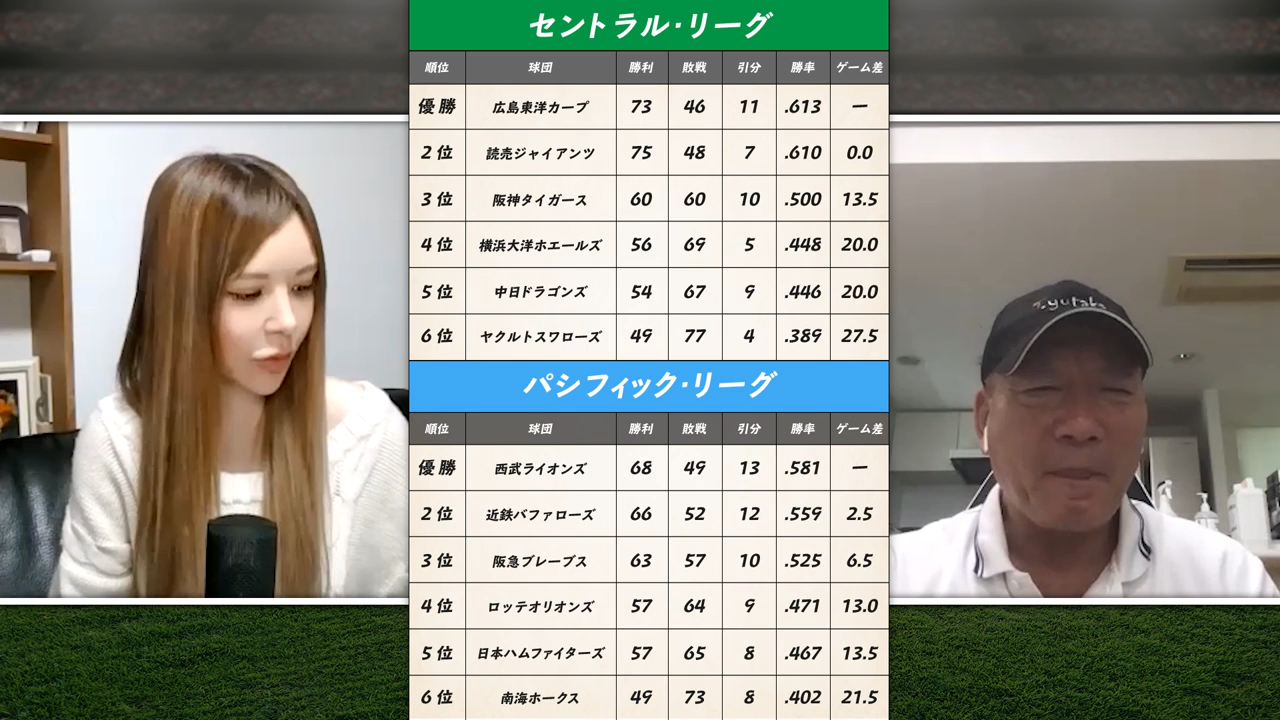 セントラル・リーグ
順位 球団 勝利 敗戦 引分 勝率 ゲーム差
優勝 広島東洋カープ 73 46 11 .613 ー
2位 読売ジャイアンツ 75 48 7 .610 0.0
3位 阪神タイガース 60 60 10 .500 13.5
4位 横浜大洋ホエールズ 56 69 5 .448 20.0
5位 中日ドラゴンズ 54 67 9 .446 20.0
6位 ヤクルトスワローズ 49 77 4 .389 27.5
パシフィック・リーグ
順位 球団 勝利 敗戦 引分 勝率 ゲーム差
優勝 西武ライオンズ 68 49 13 .581 ー
2位 近鉄バファローズ 66 52 12 .559 2.5
3位 阪急ブレーブス 63 57 10 .525 6.5
4位 ロッテオリオンズ 57 64 9 .471 13.0
5位 日本ハムファイターズ 57 65 8 .467 13.5
6位 南海ホークス 49 73 8 .402 21.5